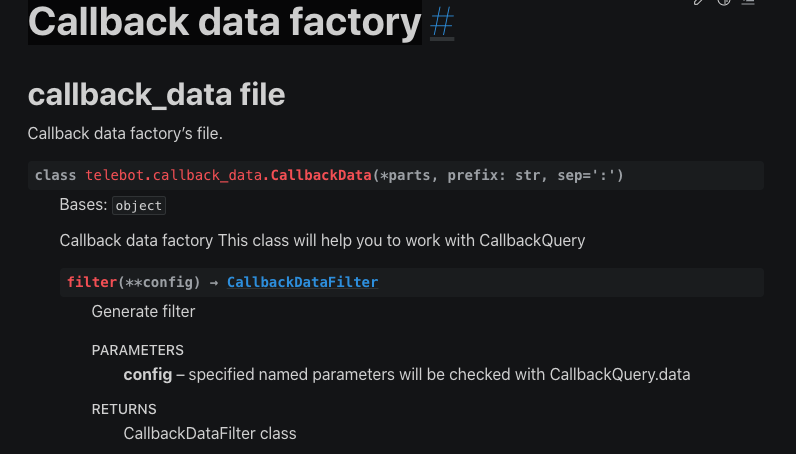 Callback data factory #
callback_data file
Callback data factory’s file.
class telebot.callback_data.CallbackData(*parts, prefix: str, sep=':')
Bases: object
Callback data factory This class will help you to work with CallbackQuery
filter(**config) → CallbackDataFilter
Generate filter
PARAMETERS
config – specified named parameters will be checked with CallbackQuery.data
RETURNS
CallbackDataFilter class